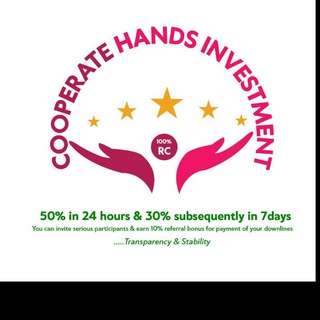 COOPERATE HANDS INVESTMENT
100%
RC
50% in 24 hours & 30% subsequently in 7days
You can invite serious participants & earn 10% referral bonus for payment of your downlines
......Transparency & Stability